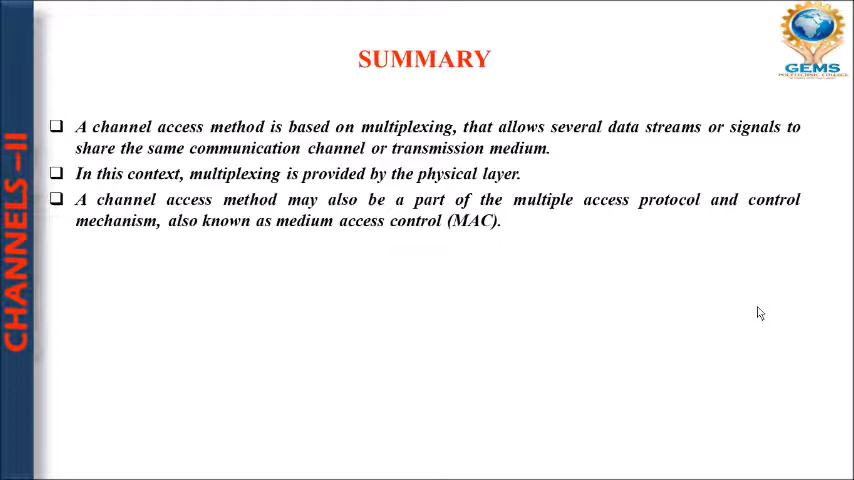 SUMMARY
GEMS
POLYTECHNIC COLLEGE
CHANNELS –II
❑ A channel access method is based on multiplexing, that allows several data streams or signals to
share the same communication channel or transmission medium.
❑ In this context, multiplexing is provided by the physical layer.
❑ A channel access method may also be a part of the multiple access protocol and control
mechanism, also known as medium access control (MAC).